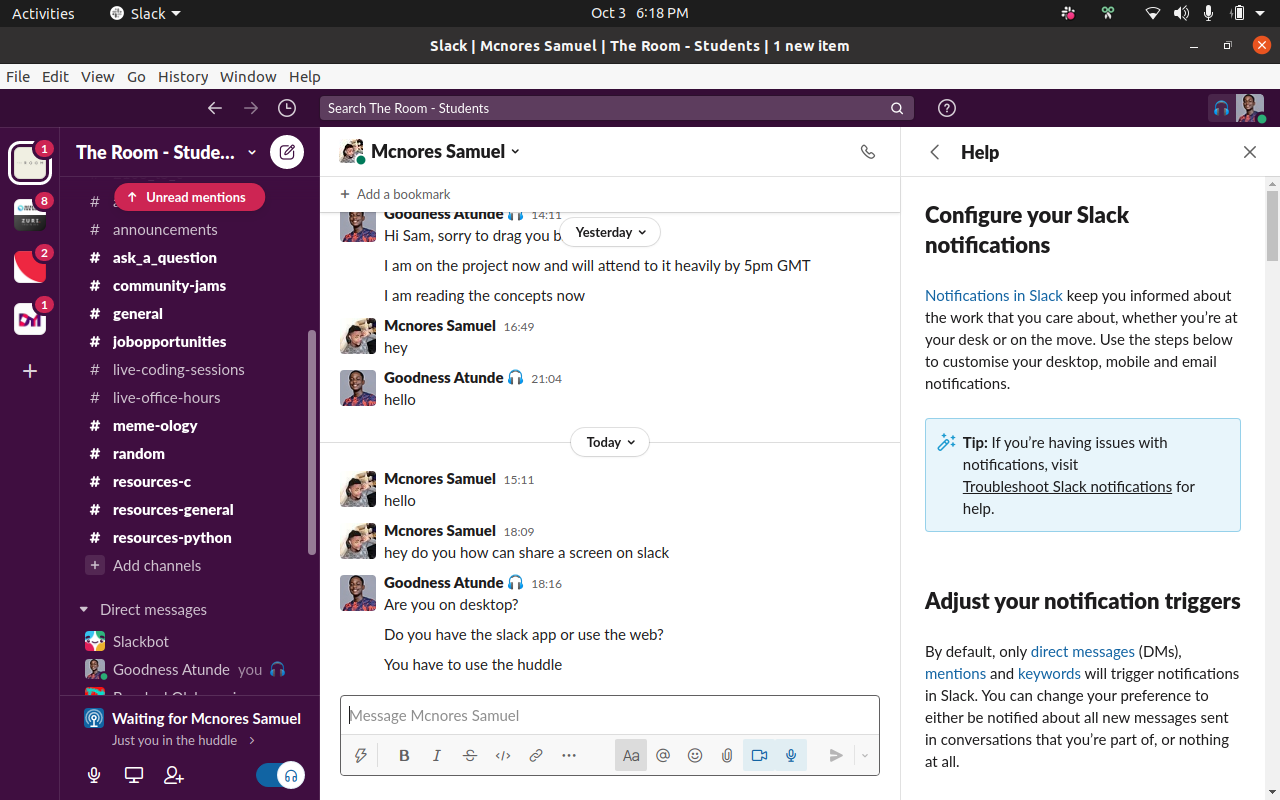 Activities
Slack
Oct 3 6:18 PM
Slack | Mcnores Samuel | The Room - Students | 1 new item
File Edit View Go History Window Help
Search The Room - Students
1
8
2
1
The Room - Stude...
Unread mentions
# announcements
# ask_a_question
# community-jams
# general
# jobopportunities
# live-coding-sessions
# live-office-hours
# meme-ology
# random
# resources-c
# resources-general
# resources-python
+ Add channels
Direct messages
Slackbot
Goodness Atunde you
Waiting for Mcnores Samuel
Just you in the huddle
Mcnores Samuel
+ Add a bookmark
Goodness Atunde 14:11
Yesterday
Hi Sam, sorry to drag you b
I am on the project now and will attend to it heavily by 5pm GMT
I am reading the concepts now
Mcnores Samuel 16:49
hey
Goodness Atunde 21:04
hello
Today
Mcnores Samuel 15:11
hello
Mcnores Samuel 18:09
hey do you how can share a screen on slack
Goodness Atunde 18:16
Are you on desktop?
Do you have the slack app or use the web?
You have to use the huddle
Message Mcnores Samuel
B I S </> Aa @
Help
Configure your Slack
notifications
Notifications in Slack keep you informed about
the work that you care about, whether you’re at
your desk or on the move. Use the steps below
to customise your desktop, mobile and email
notifications.
Tip: If you’re having issues with
notifications, visit
Troubleshoot Slack notifications for
help.
Adjust your notification triggers
By default, only direct messages (DMs),
mentions and keywords will trigger notifications
in Slack. You can change your preference to
either be notified about all new messages sent
in conversations that you’re part of, or nothing
at all.